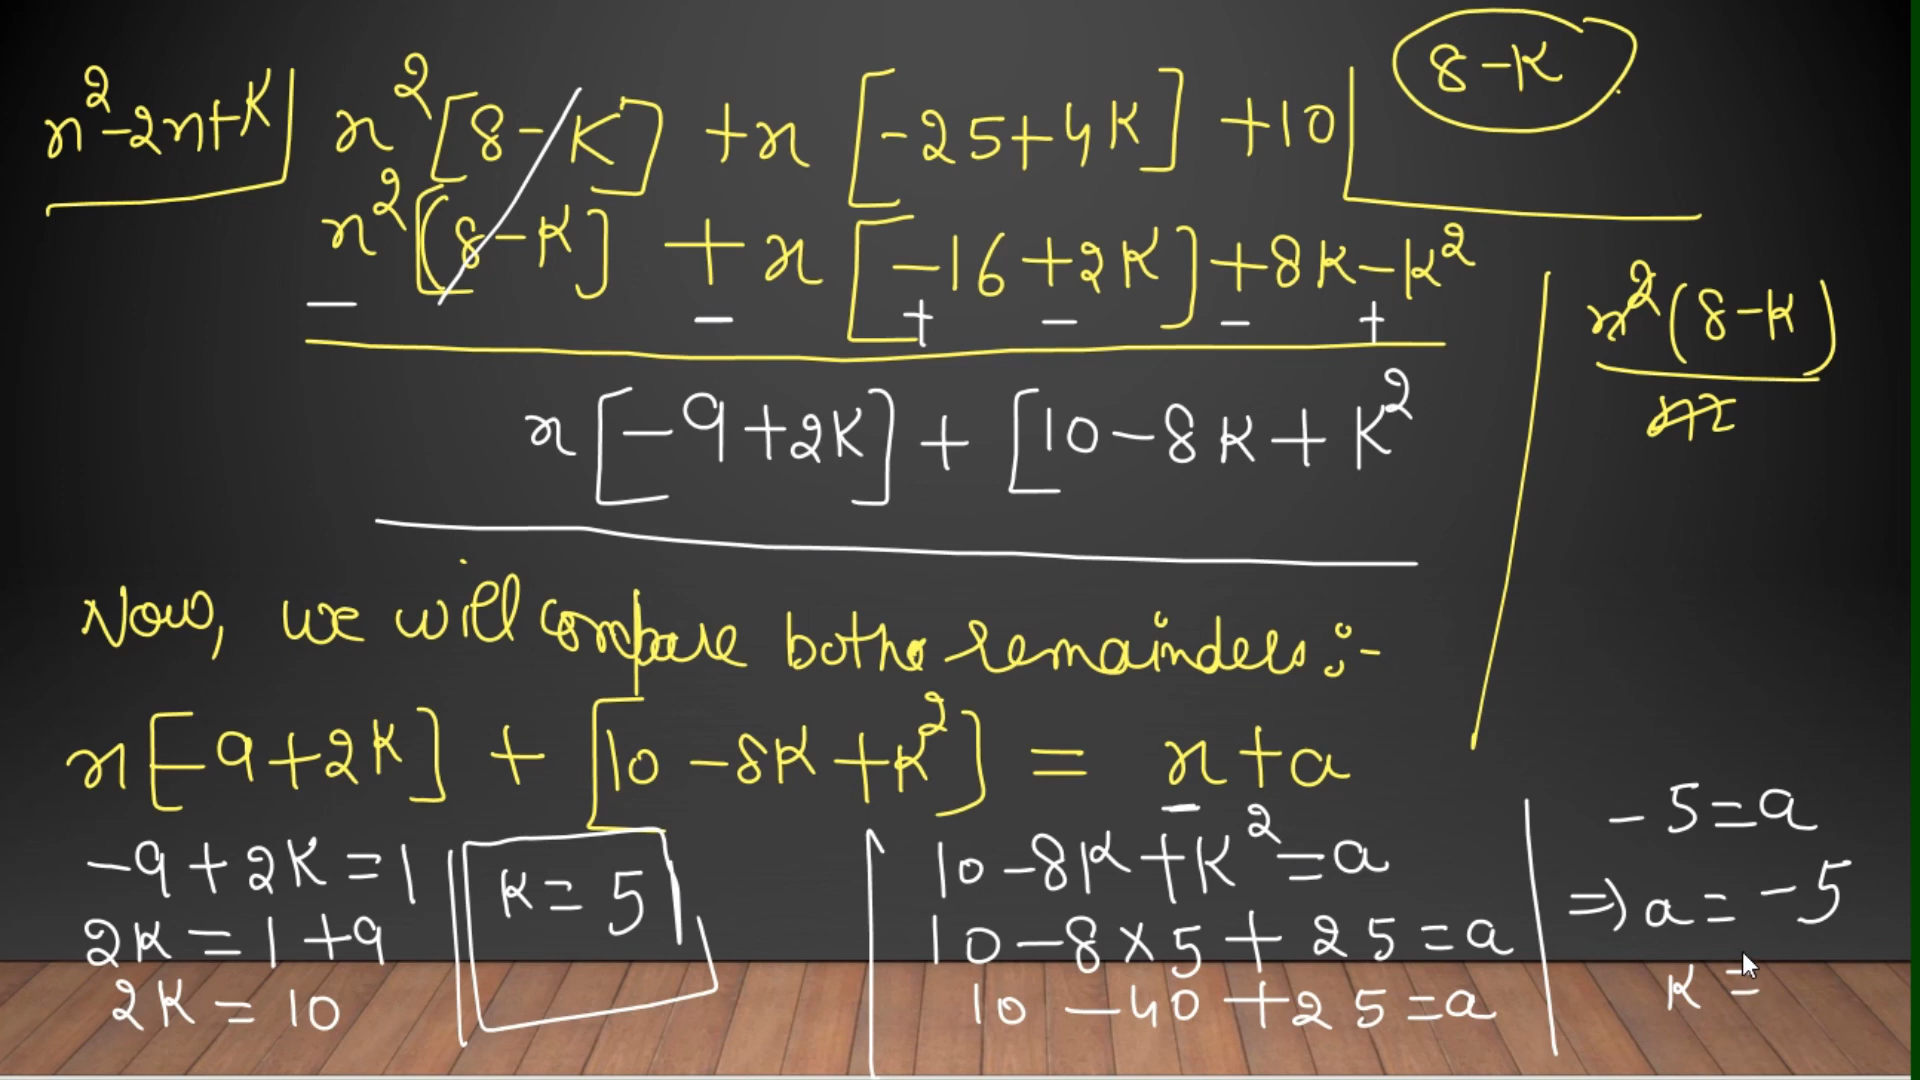 8-K
x²-2x+K x²[8-K] +x[-25+4K] +10
x²[(8-K] +x[-16+2K]+8K-K²
- - + - - +
x²(8-K)
x²
x[-9+2K]+[10-8K+K²
Now, we will compare both remainders:-
x[-9+2K] + [10-8K+K²] = x+a
-9+2K=1
2K=1+9
2K=10
K=5
10-8K+K²=a
10-8×5+25=a
10-40+25=a
-5=a
⇒a=-5
K=